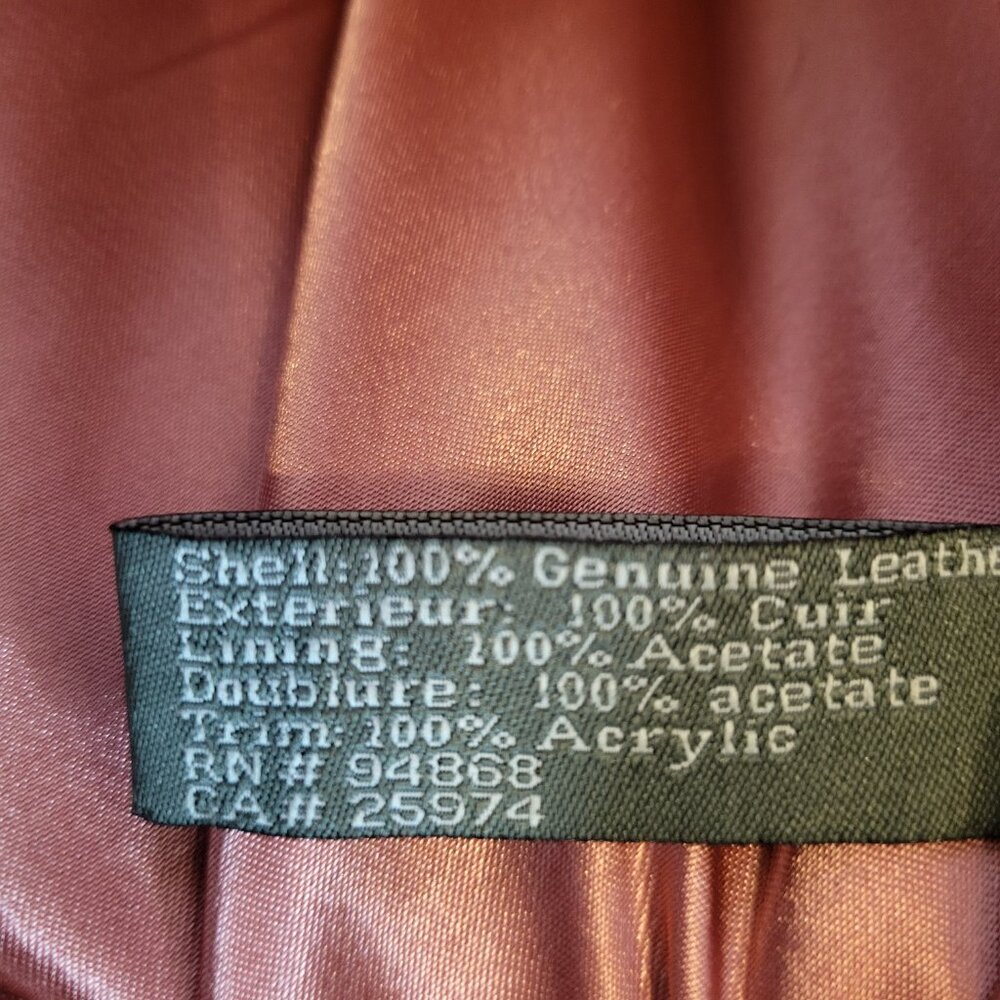 Shell: 100% Genuine Leathe
Exterieur: 100% Cuir
Lining: 100% Acetate
Doublure: 100% acetate
Trim: 100% Acrylic
RN # 94868
CA # 25974